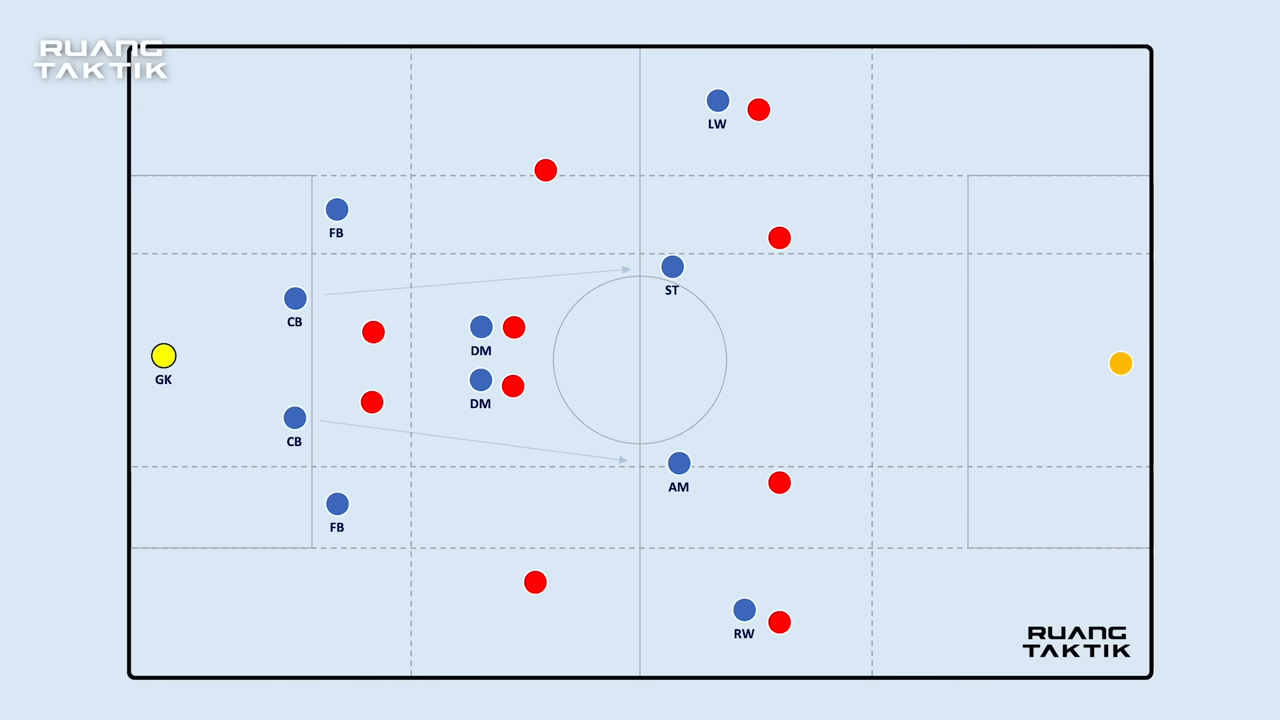 RUANG
TAKTIK
LW
FB
ST
CB
DM
GK
DM
CB
AM
FB
RW
RUANG
TAKTIK